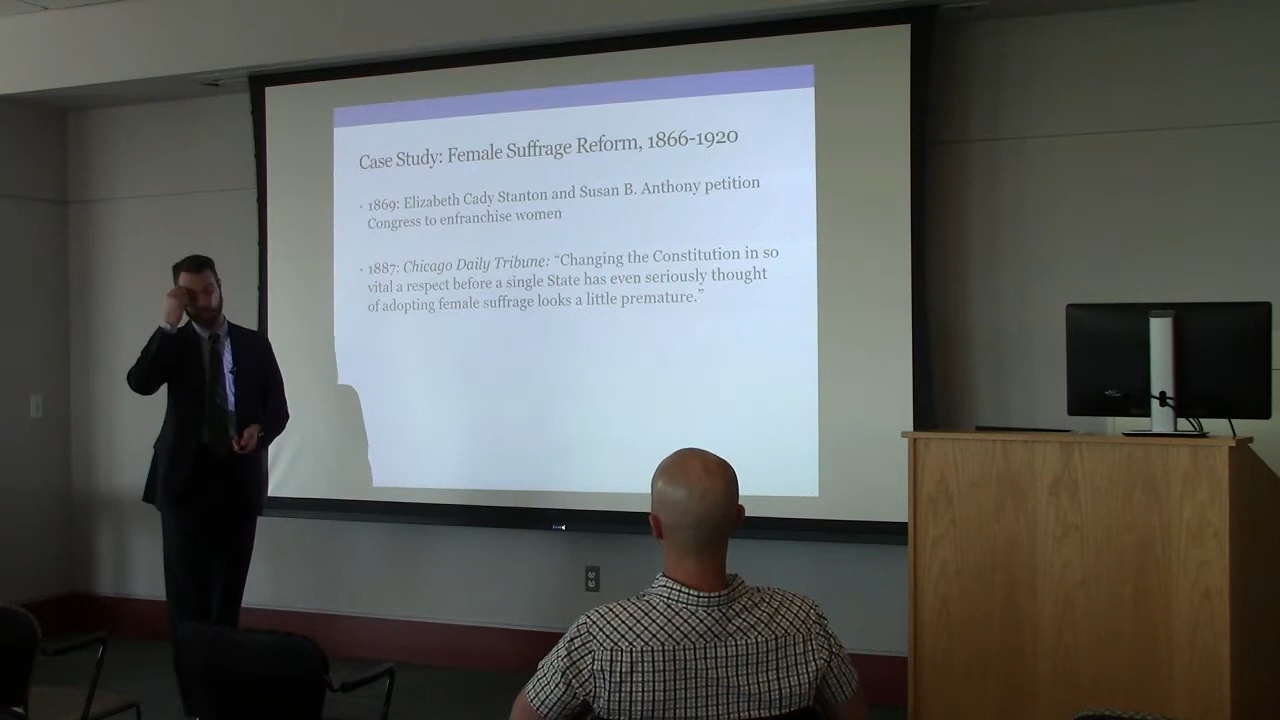 Case Study: Female Suffrage Reform, 1866-1920
• 1869: Elizabeth Cady Stanton and Susan B. Anthony petition
Congress to enfranchise women
• 1887: Chicago Daily Tribune: “Changing the Constitution in so
vital a respect before a single State has even seriously thought
of adopting female suffrage looks a little premature.”